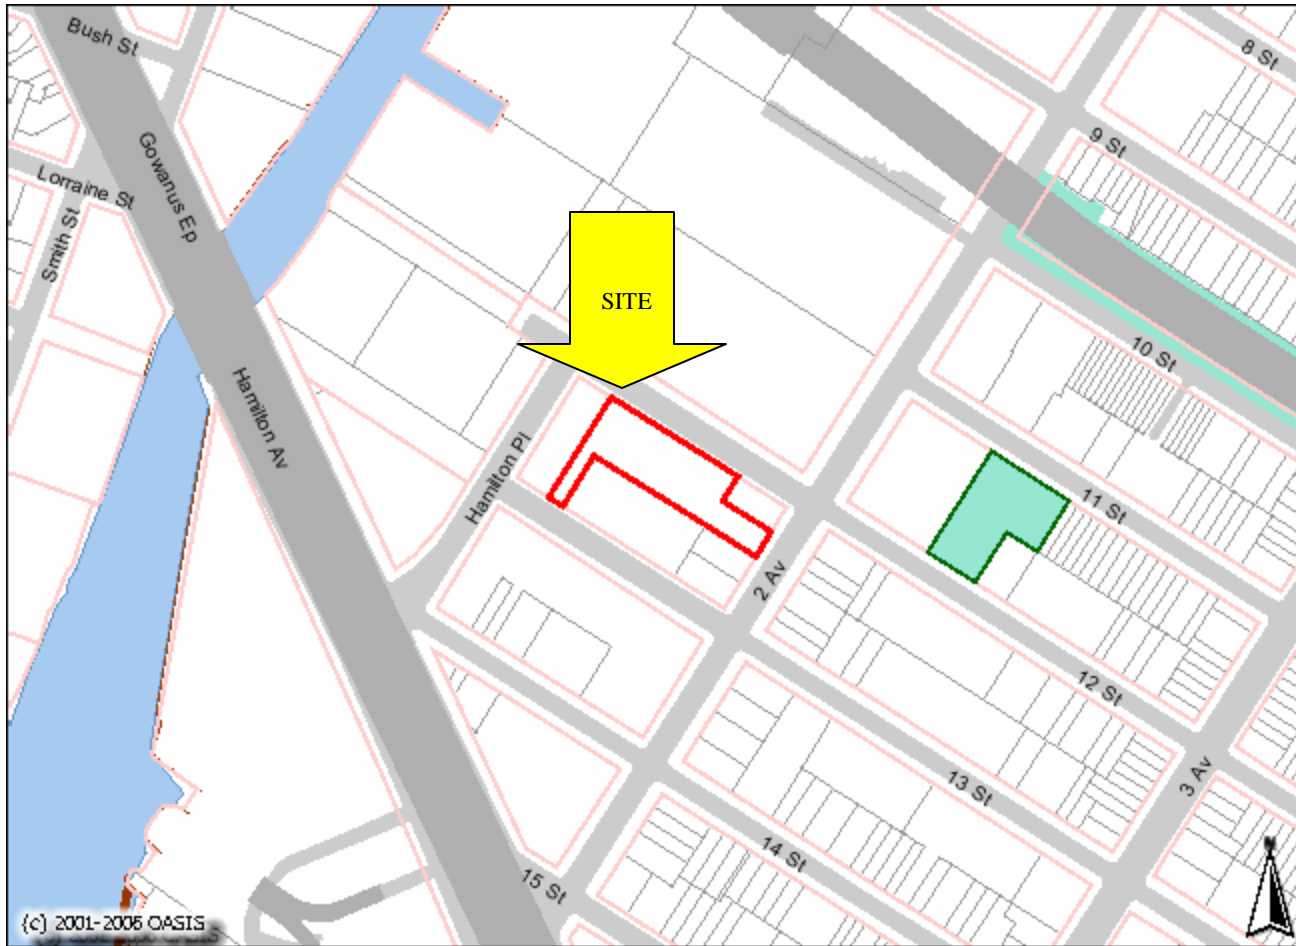 Bush St
8 St
Gowanus Ep
9 St
Lorraine St
Smith St
SITE
10 St
Hamilton Av
Hamilton Pl
11 St
2 Av
12 St
3 Av
13 St
14 St
15 St
N
(c) 2001-2006 OASIS